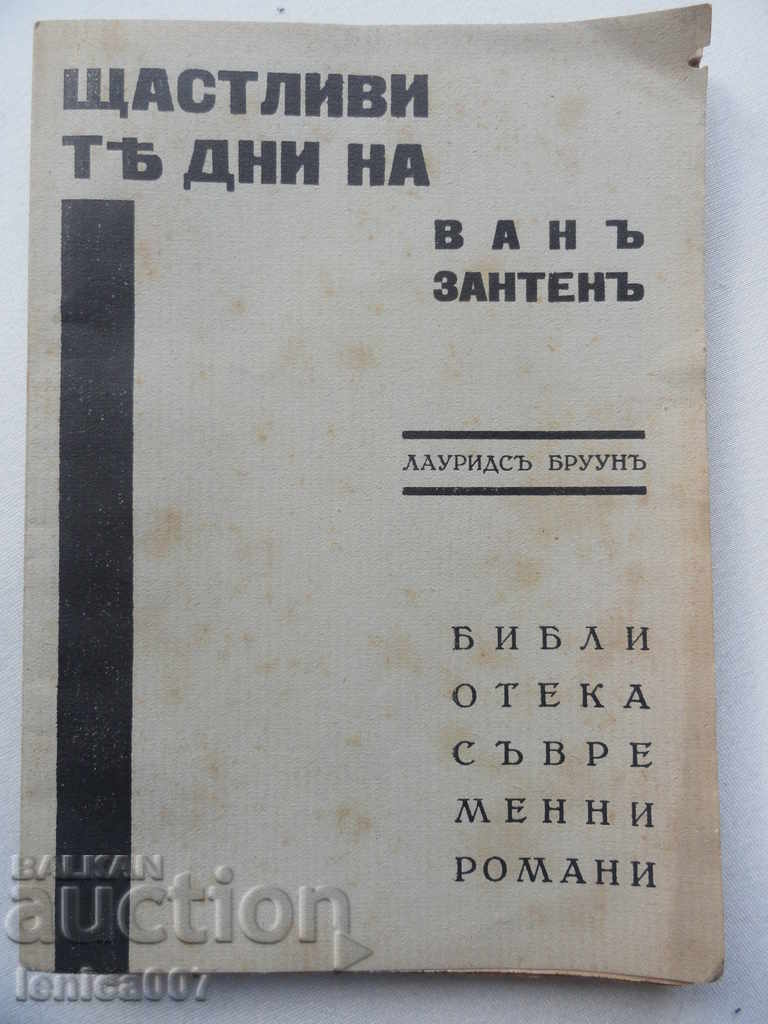 ЩАСТЛИВИ
ТѢ ДНИ НА
ВАНЪ
ЗАНТЕНЪ
ЛАУРИДСЪ БРУУНЪ
БИБЛИ
ОТЕКА
СЪВРЕ
МЕННИ
РОМАНИ
BALKAN
auction
lenica007